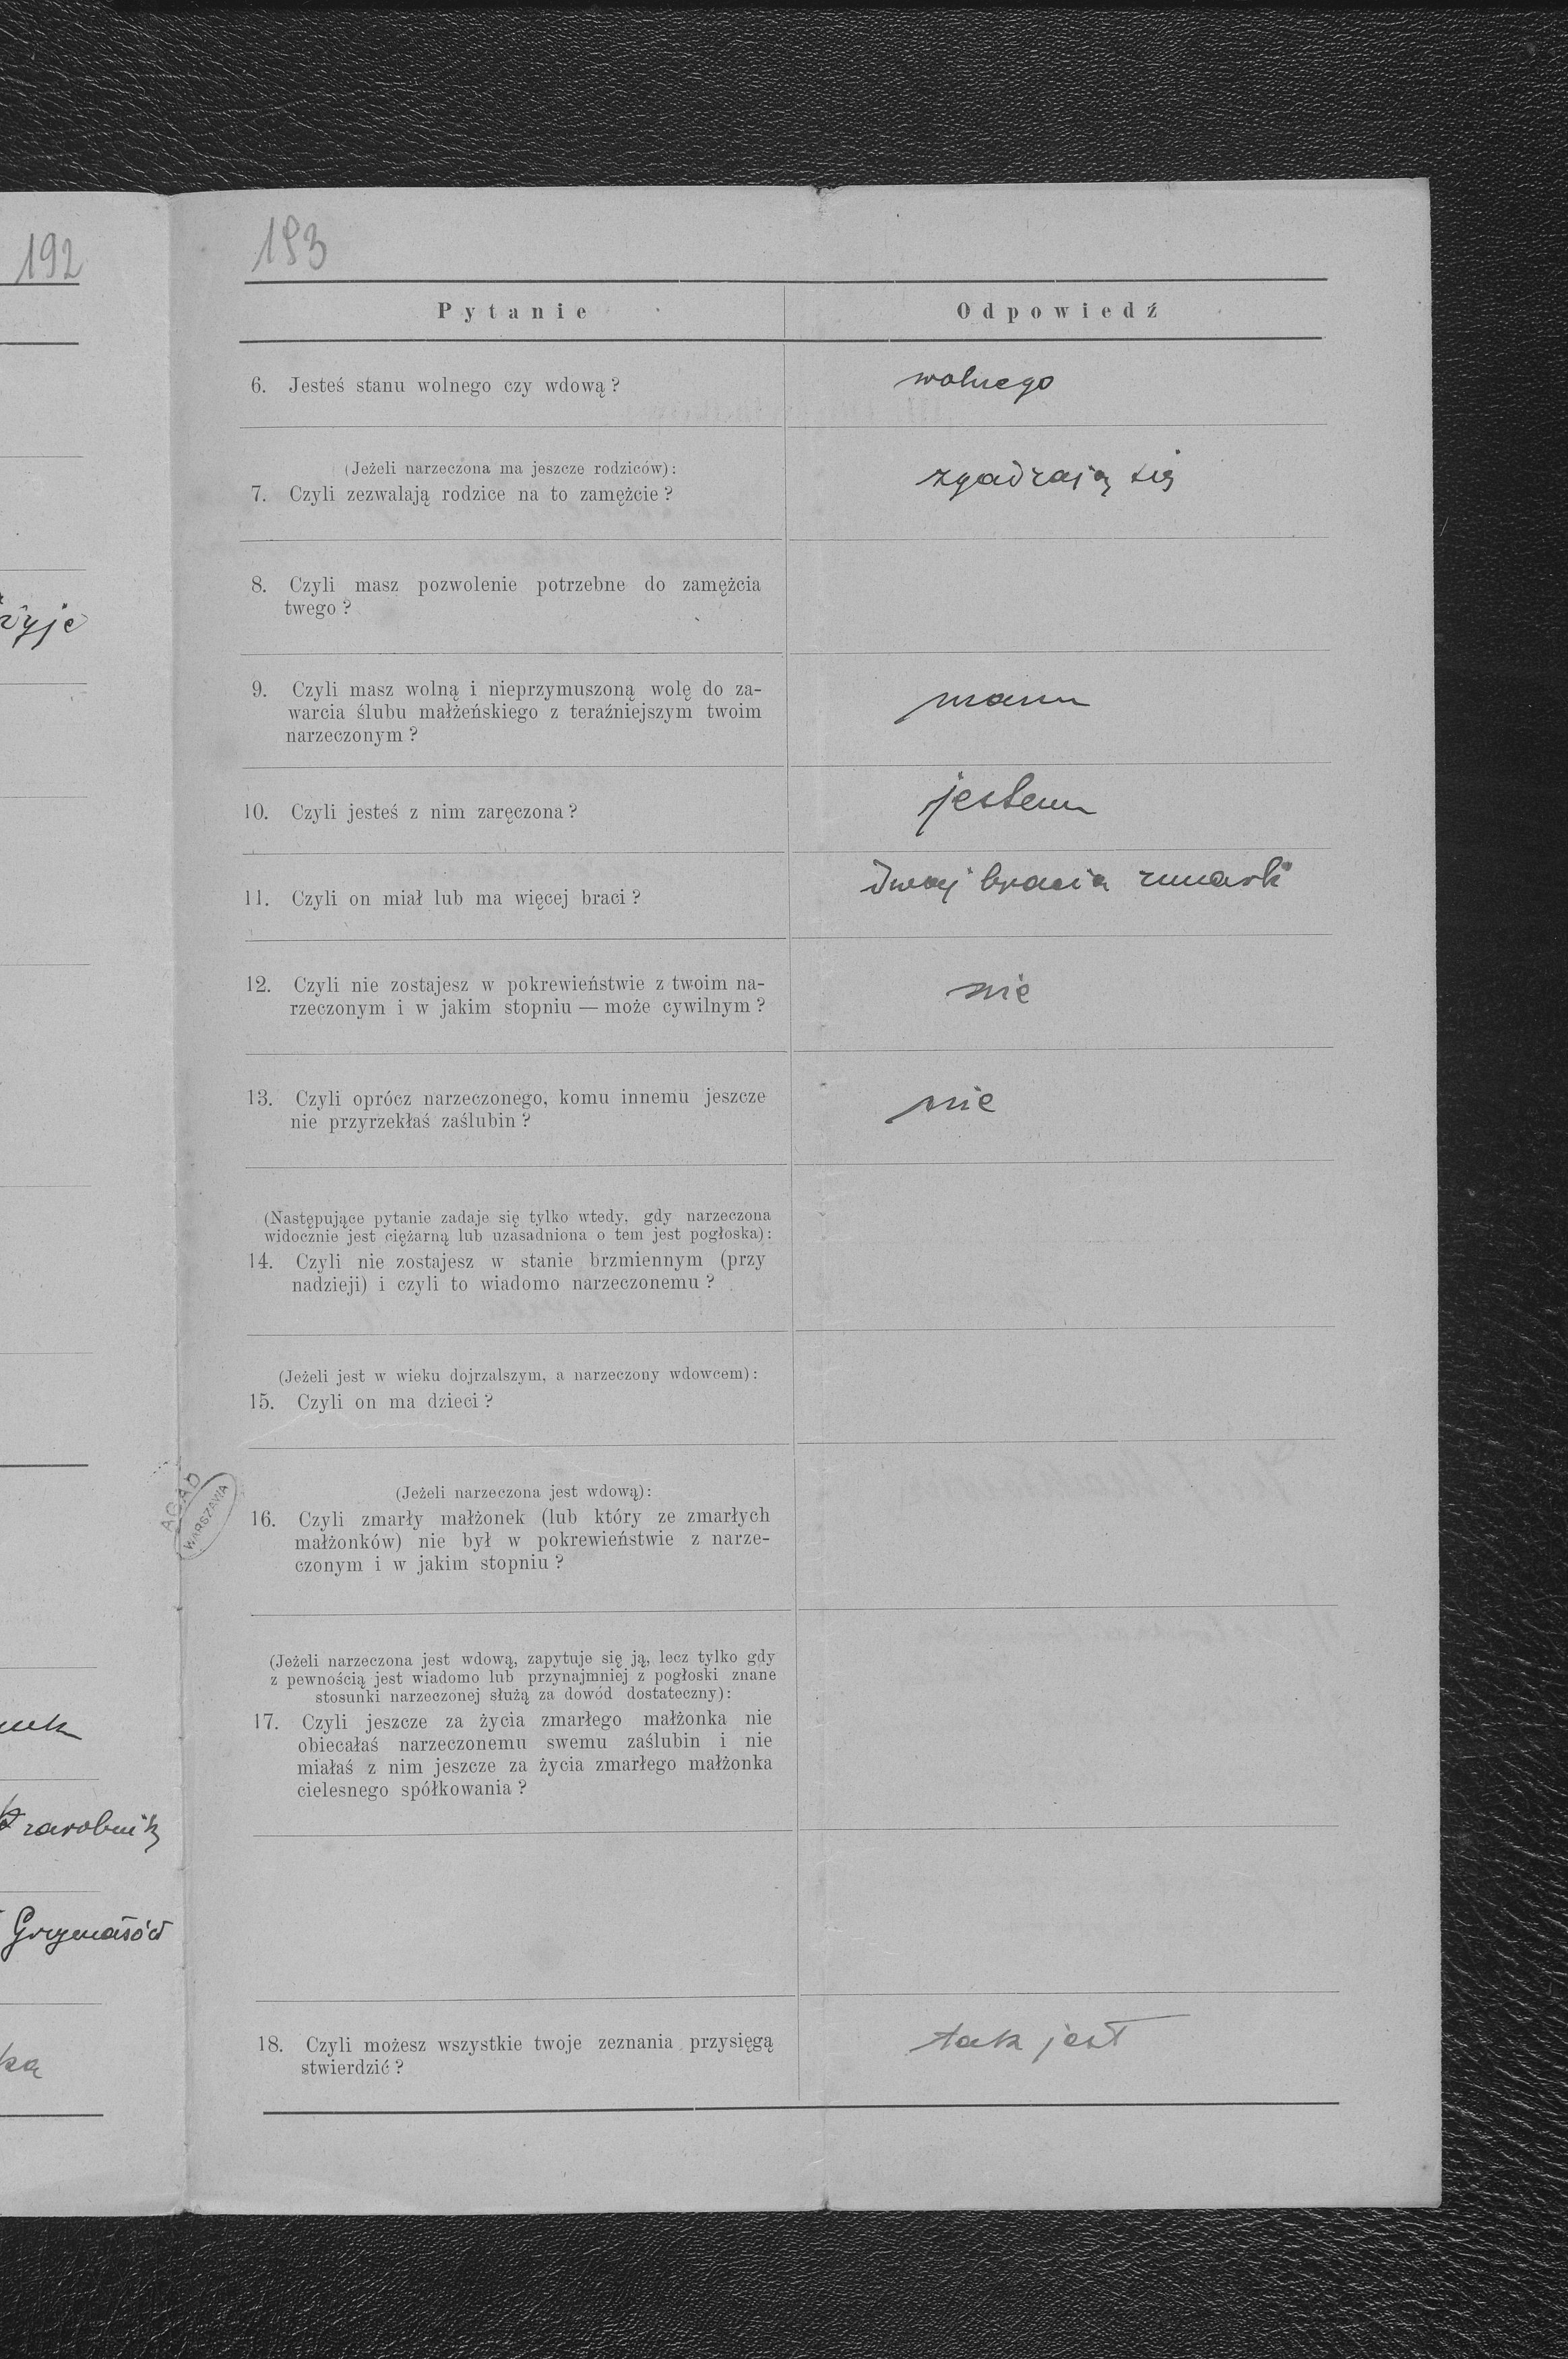 192
żyje
zarobnik
193
Pytanie
Odpowiedź
6. Jesteś stanu wolnego czy wdową?
wolnego
(Jeżeli narzeczona ma jeszcze rodziców):
7. Czyli zezwalają rodzice na to zamężcie?
zgadzają się
8. Czyli masz pozwolenie potrzebne do zamężcia
twego?
9. Czyli masz wolną i nieprzymuszoną wolę do za-
warcia ślubu małżeńskiego z teraźniejszym twoim
narzeczonym?
mam
10. Czyli jesteś z nim zaręczona?
jestem
11. Czyli on miał lub ma więcej braci?
dwaj bracia zmarli
12. Czyli nie zostajesz w pokrewieństwie z twoim na-
rzeczonym i w jakim stopniu — może cywilnym?
nie
13. Czyli oprócz narzeczonego, komu innemu jeszcze
nie przyrzekłaś zaślubin?
nie
(Następujące pytanie zadaje się tylko wtedy, gdy narzeczona
widocznie jest ciężarną lub uzasadniona o tem jest pogłoska):
14. Czyli nie zostajesz w stanie brzmiennym (przy
nadzieji) i czyli to wiadomo narzeczonemu?
(Jeżeli jest w wieku dojrzalszym, a narzeczony wdowcem):
15. Czyli on ma dzieci?
AGAD
WARSZAWA
(Jeżeli narzeczona jest wdową):
16. Czyli zmarły małżonek (lub który ze zmarłych
małżonków) nie był w pokrewieństwie z narze-
czonym i w jakim stopniu?
(Jeżeli narzeczona jest wdową, zapytuje się ją, lecz tylko gdy
z pewnością jest wiadomo lub przynajmniej z pogłoski znane
stosunki narzeczonej służą za dowód dostateczny):
17. Czyli jeszcze za życia zmarłego małżonka nie
obiecałaś narzeczonemu swemu zaślubin i nie
miałaś z nim jeszcze za życia zmarłego małżonka
cielesnego spółkowania?
18. Czyli możesz wszystkie twoje zeznania przysięgą
stwierdzić?
tak jest